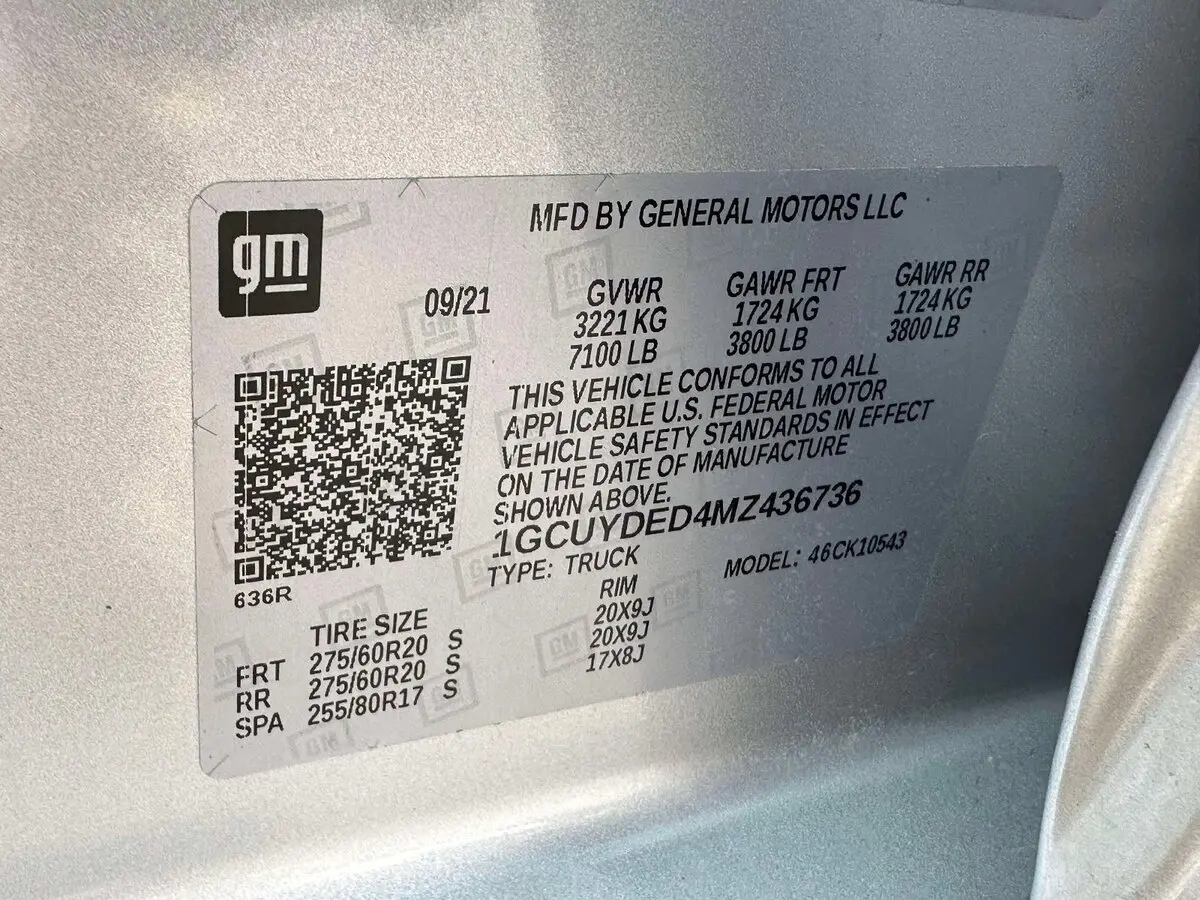 gm
MFD BY GENERAL MOTORS LLC
09/21
GVWR GAWR FRT GAWR RR
3221 KG 1724 KG 1724 KG
7100 LB 3800 LB 3800 LB
THIS VEHICLE CONFORMS TO ALL
APPLICABLE U.S. FEDERAL MOTOR
VEHICLE SAFETY STANDARDS IN EFFECT
ON THE DATE OF MANUFACTURE
SHOWN ABOVE.
1GCUYDED4MZ436736
TYPE: TRUCK MODEL: 46CK10543
636R
TIRE SIZE RIM
FRT 275/60R20 S 20X9J
RR 275/60R20 S 20X9J
SPA 255/80R17 S 17X8J